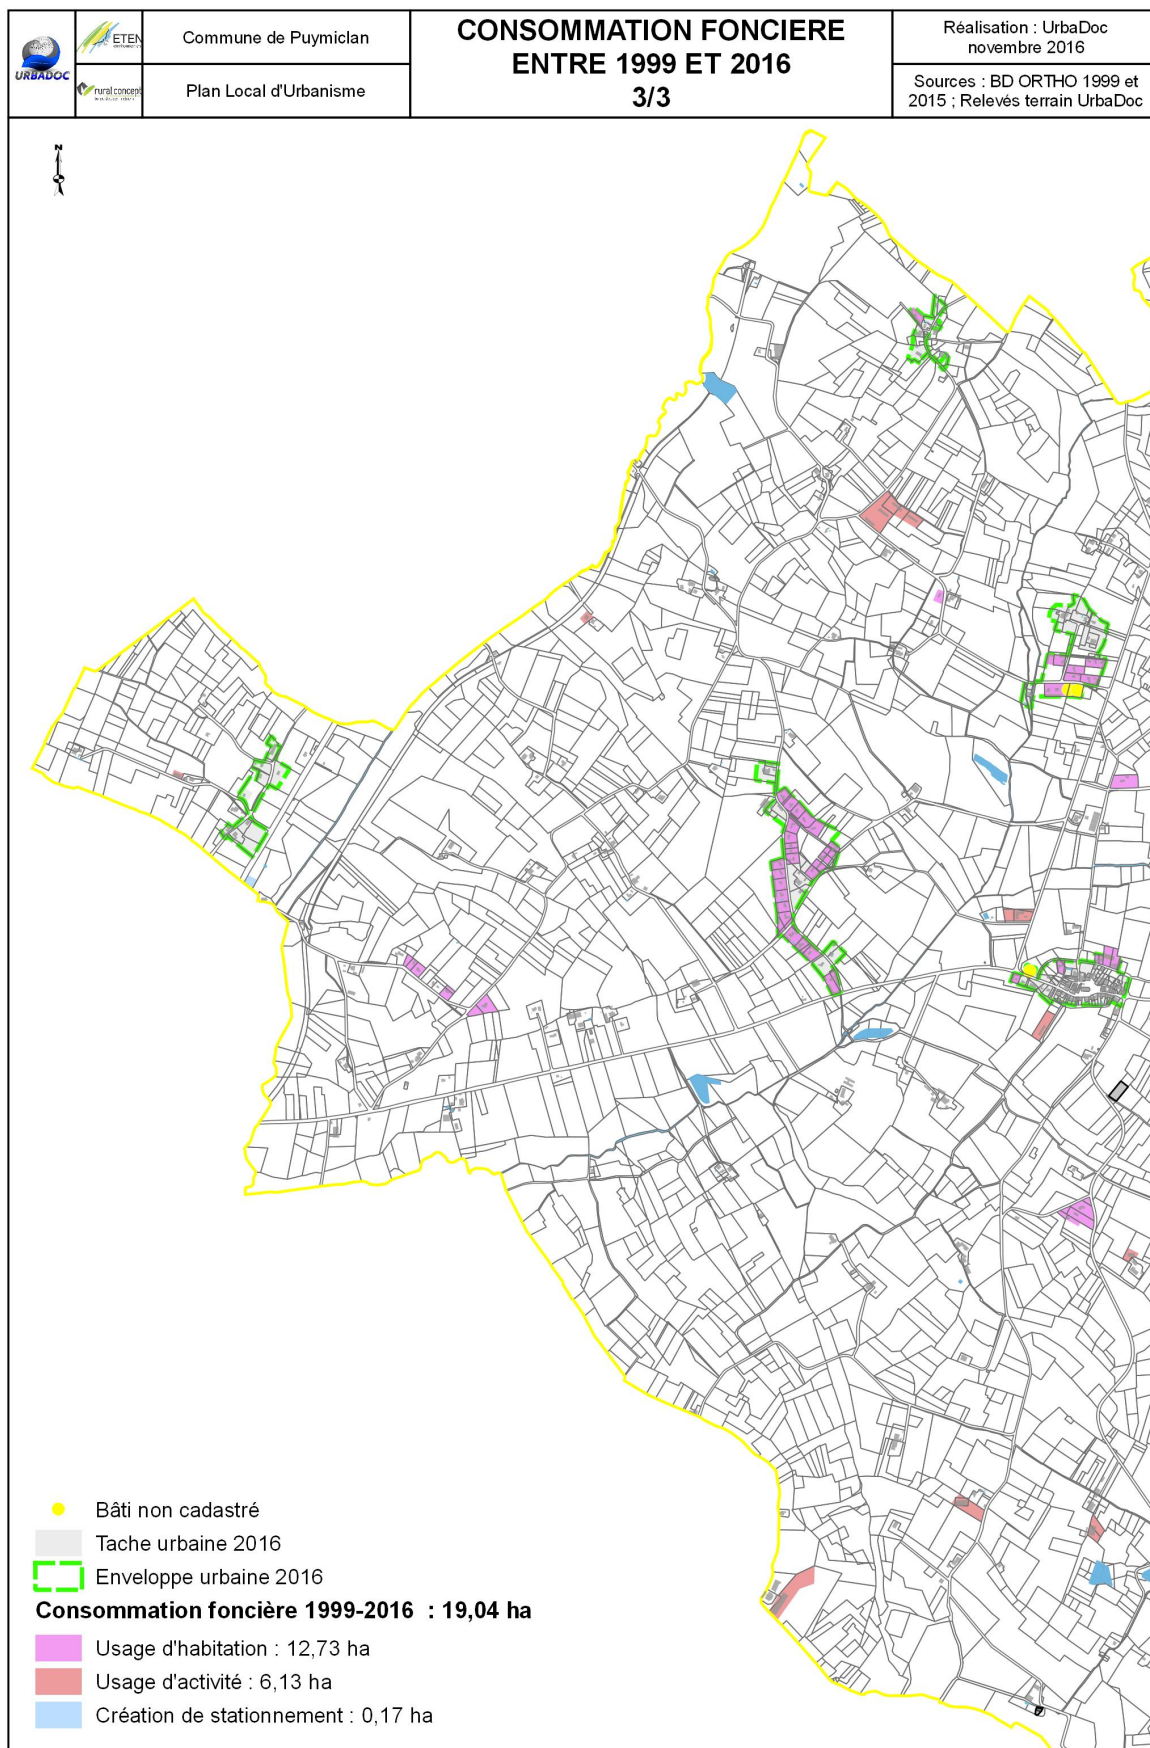 URBADOC
ETEN
rural concept
Commune de Puymiclan
Plan Local d'Urbanisme
CONSOMMATION FONCIERE
ENTRE 1999 ET 2016
3/3
Réalisation : UrbaDoc
novembre 2016
Sources : BD ORTHO 1999 et
2015 ; Relevés terrain UrbaDoc
N
Bâti non cadastré
Tache urbaine 2016
Enveloppe urbaine 2016
Consommation foncière 1999-2016 : 19,04 ha
Usage d'habitation : 12,73 ha
Usage d'activité : 6,13 ha
Création de stationnement : 0,17 ha